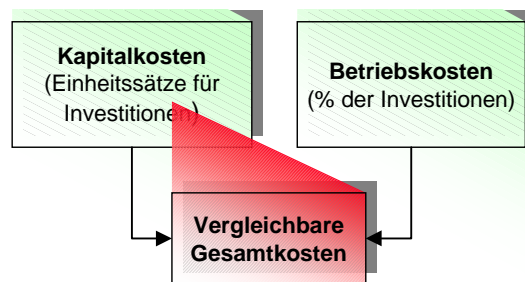 Kapitalkosten
(Einheitssätze für
Investitionen)
Betriebskosten
(% der Investitionen)
Vergleichbare
Gesamtkosten